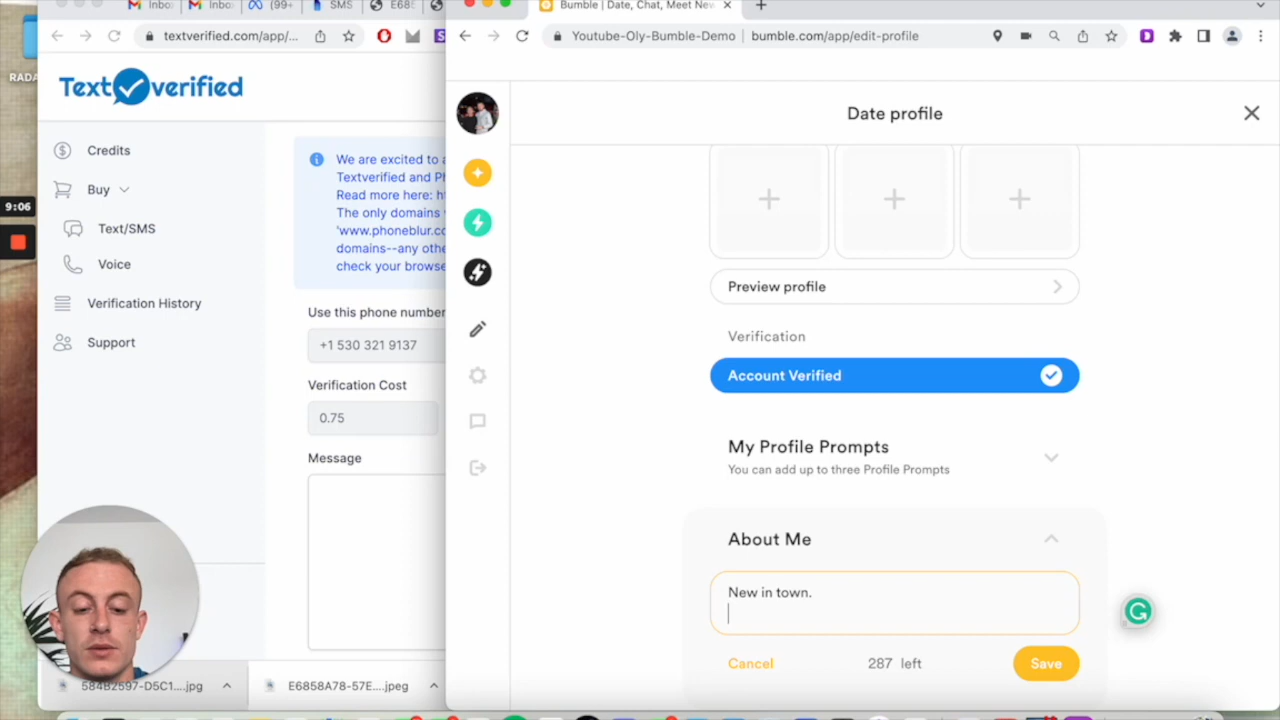 Inbo
Inbo
(99+
SMS
E68E
Bumble | Date, Chat, Meet New
textverified.com/app/...
Youtube-Oly-Bumble-Demo
bumble.com/app/edit-profile
RADA
Textverified
Date profile
We are excited to a
Textverified and Ph
Read more here: ht
The only domains
'www.phoneblur.co
domains--any othe
check your browse
Credits
Buy
Text/SMS
Voice
Verification History
Support
9:06
Use this phone number
+1 530 321 9137
Verification Cost
0.75
Message
Preview profile
Verification
Account Verified
My Profile Prompts
You can add up to three Profile Prompts
About Me
New in town.
Cancel
287 left
Save
584B2597-D5C1....jpg
E6858A78-57E....jpeg